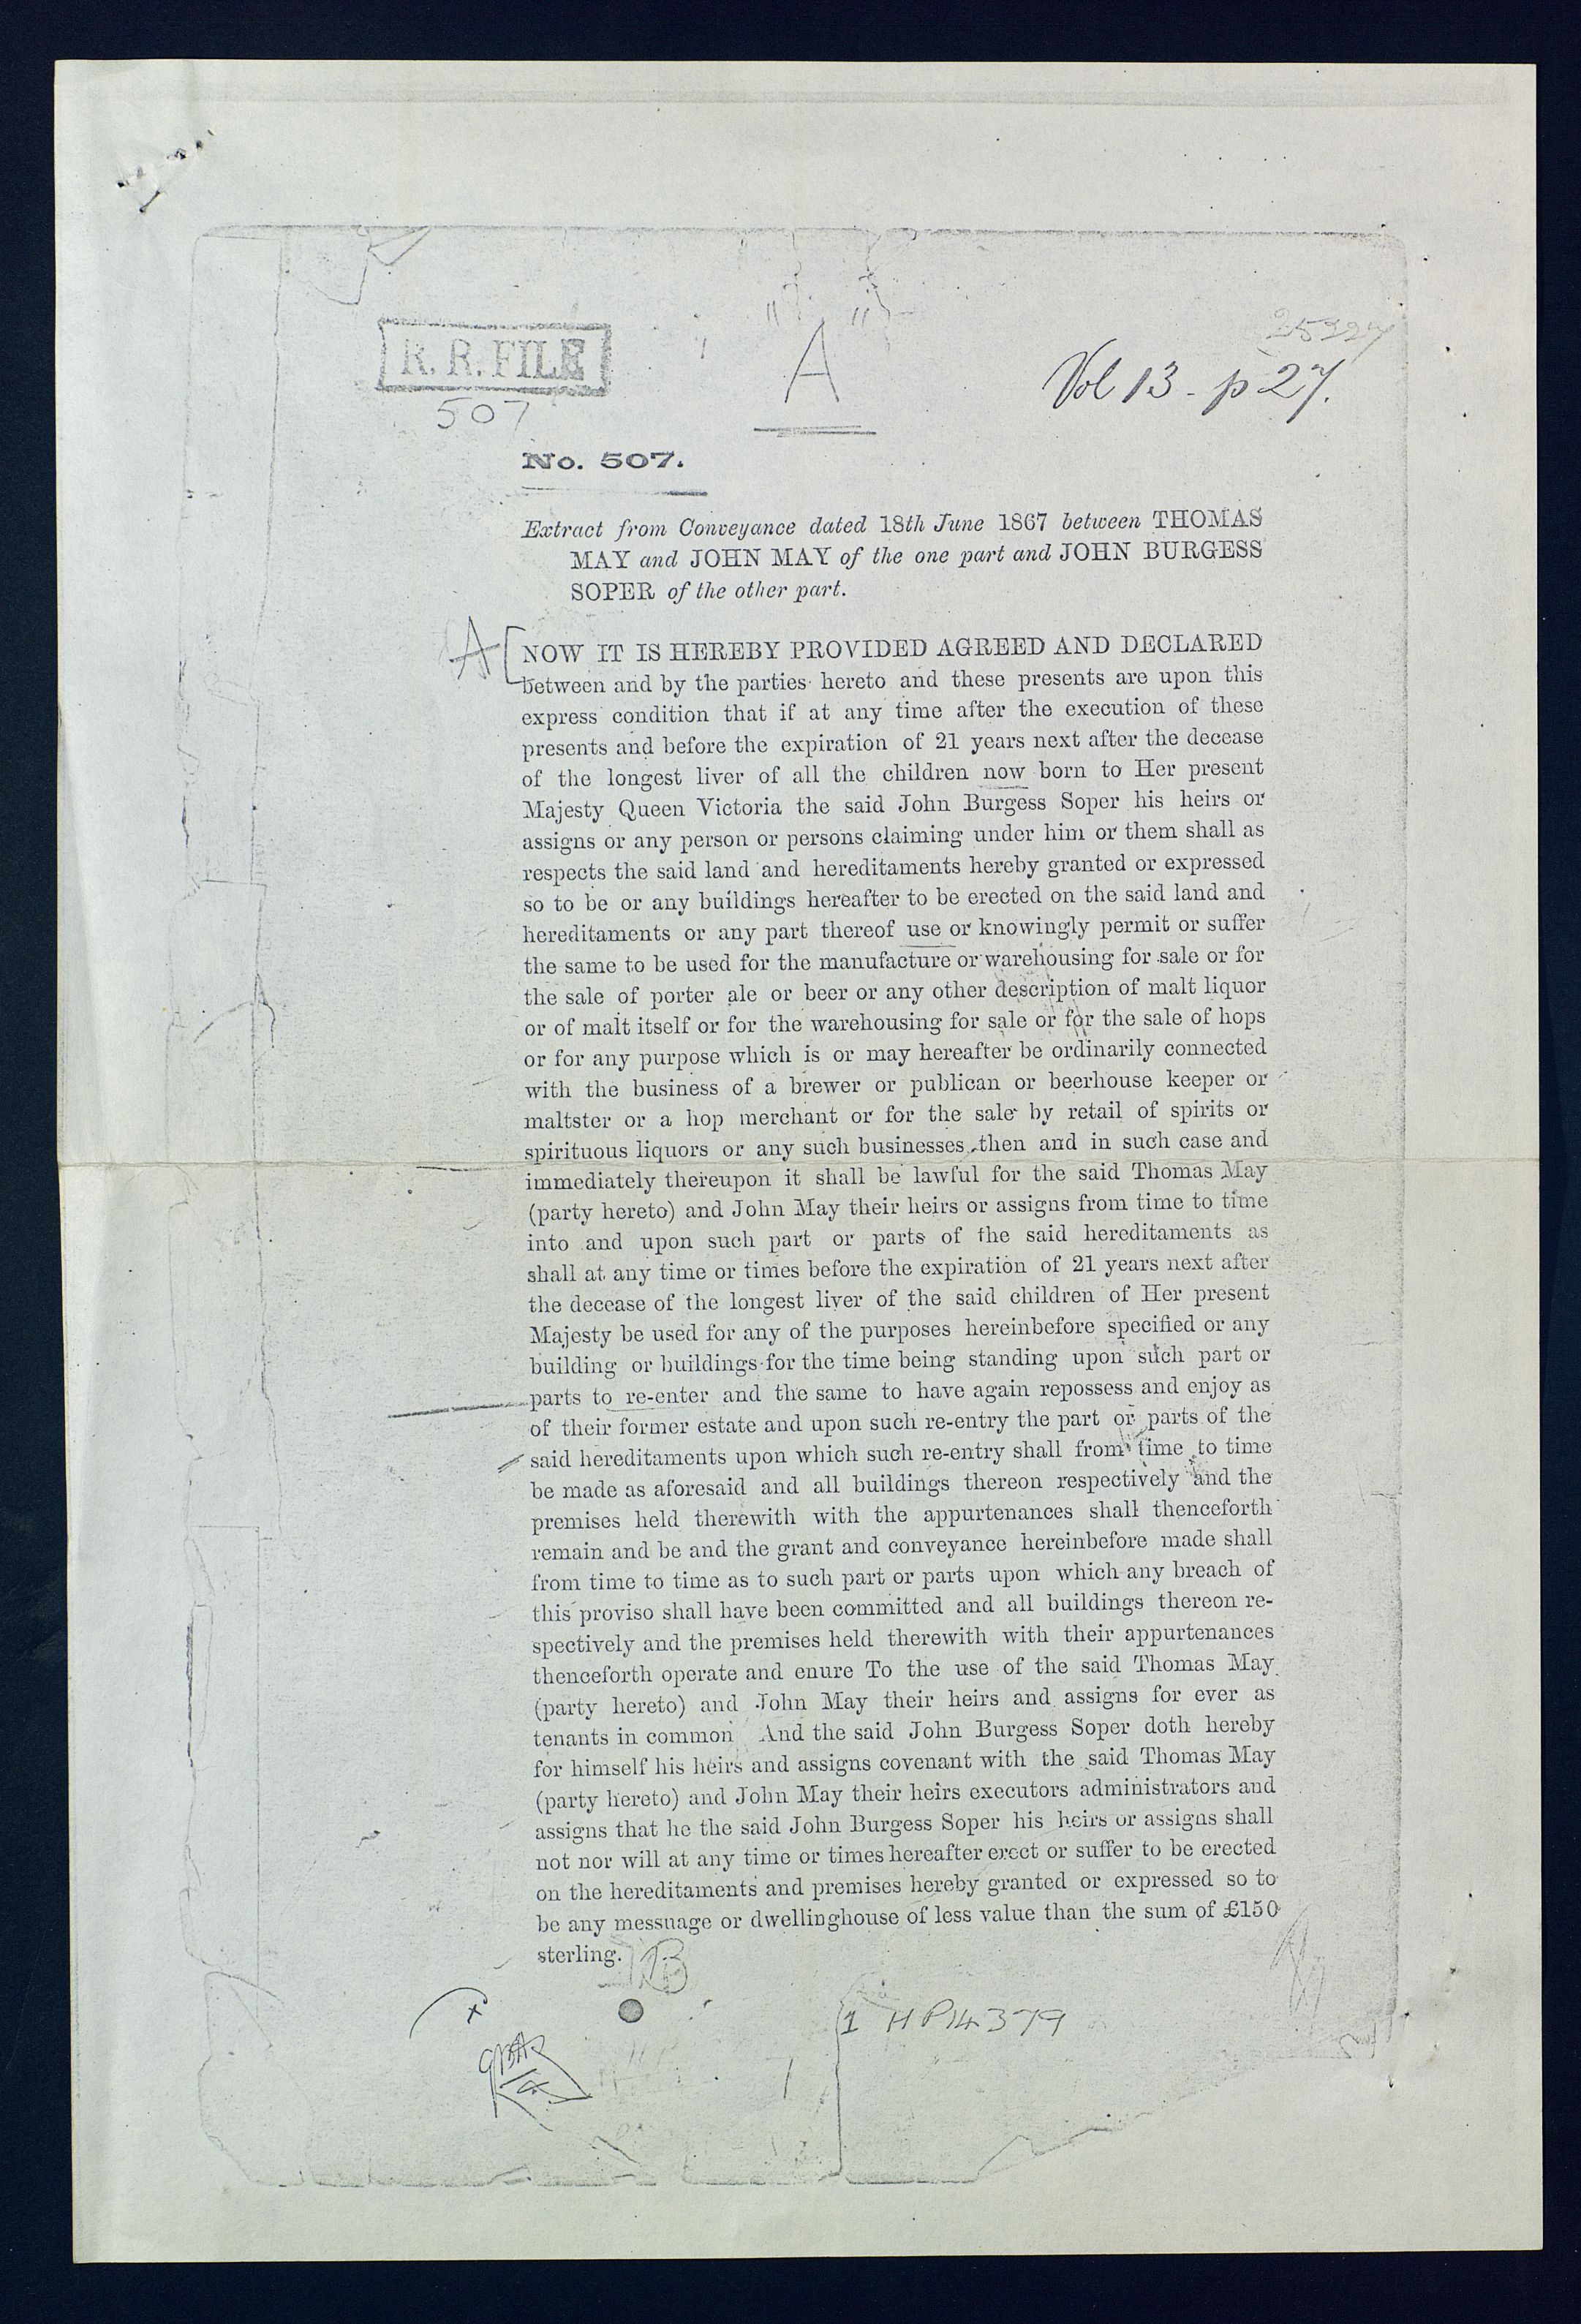 R. R. FILE
507
" A "
Vol 13 - p 27.
No. 507.
Extract from Conveyance dated 18th June 1867 between THOMAS
MAY and JOHN MAY of the one part and JOHN BURGESS
SOPER of the other part.
A [
NOW IT IS HEREBY PROVIDED AGREED AND DECLARED
between and by the parties hereto and these presents are upon this
express condition that if at any time after the execution of these
presents and before the expiration of 21 years next after the decease
of the longest liver of all the children now born to Her present
Majesty Queen Victoria the said John Burgess Soper his heirs or
assigns or any person or persons claiming under him or them shall as
respects the said land and hereditaments hereby granted or expressed
so to be or any buildings hereafter to be erected on the said land and
hereditaments or any part thereof use or knowingly permit or suffer
the same to be used for the manufacture or warehousing for sale or for
the sale of porter ale or beer or any other description of malt liquor
or of malt itself or for the warehousing for sale or for the sale of hops
or for any purpose which is or may hereafter be ordinarily connected
with the business of a brewer or publican or beerhouse keeper or
maltster or a hop merchant or for the sale by retail of spirits or
spirituous liquors or any such businesses then and in such case and
immediately thereupon it shall be lawful for the said Thomas May
(party hereto) and John May their heirs or assigns from time to time
into and upon such part or parts of the said hereditaments as
shall at any time or times before the expiration of 21 years next after
the decease of the longest liver of the said children of Her present
Majesty be used for any of the purposes hereinbefore specified or any
building or buildings for the time being standing upon such part or
parts to re-enter and the same to have again repossess and enjoy as
of their former estate and upon such re-entry the part or parts of the
said hereditaments upon which such re-entry shall from time to time
be made as aforesaid and all buildings thereon respectively and the
premises held therewith with the appurtenances shall thenceforth
remain and be and the grant and conveyance hereinbefore made shall
from time to time as to such part or parts upon which any breach of
this proviso shall have been committed and all buildings thereon re-
spectively and the premises held therewith with their appurtenances
thenceforth operate and enure To the use of the said Thomas May
(party hereto) and John May their heirs and assigns for ever as
tenants in common And the said John Burgess Soper doth hereby
for himself his heirs and assigns covenant with the said Thomas May
(party hereto) and John May their heirs executors administrators and
assigns that he the said John Burgess Soper his heirs or assigns shall
not nor will at any time or times hereafter erect or suffer to be erected
on the hereditaments and premises hereby granted or expressed so to
be any messuage or dwellinghouse of less value than the sum of £150
sterling.
B
1 HP14379